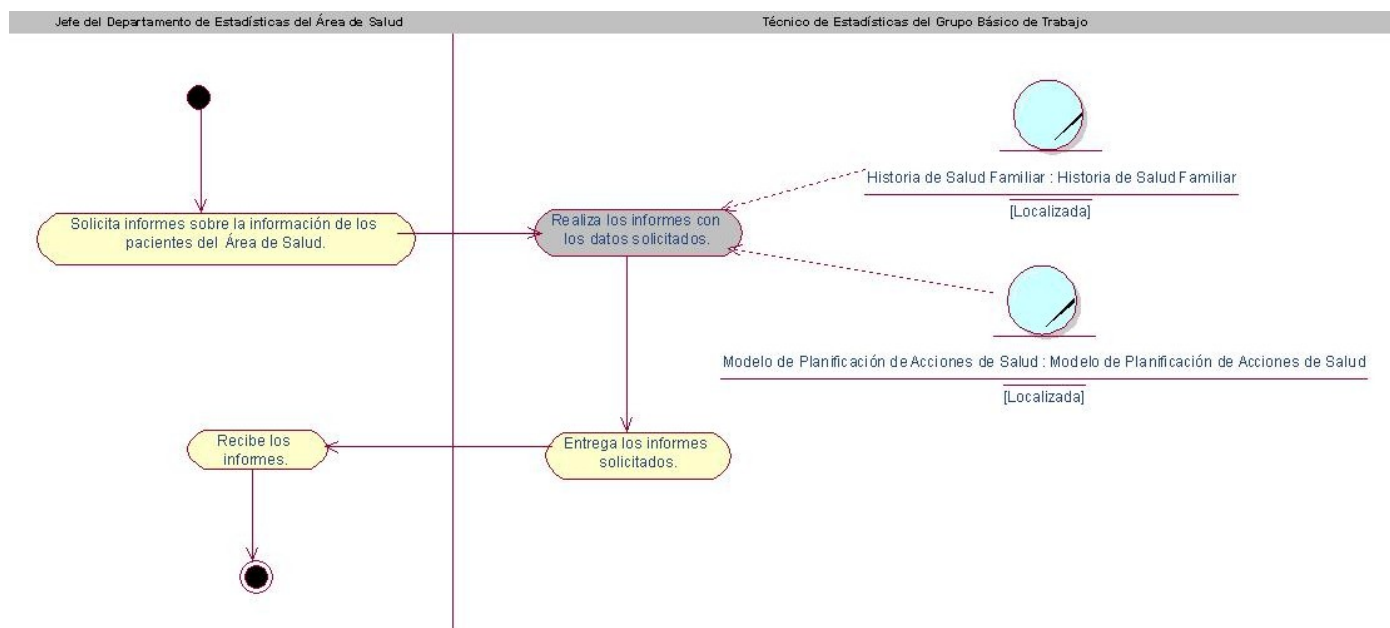 Jefe del Departamento de Estadísticas del Área de Salud
Técnico de Estadísticas del Grupo Básico de Trabajo
Historia de Salud Familiar : Historia de Salud Familiar
[Localizada]
Solicita informes sobre la información de los
pacientes del Área de Salud.
Realiza los informes con
los datos solicitados.
Modelo de Planificación de Acciones de Salud : Modelo de Planificación de Acciones de Salud
[Localizada]
Recibe los
informes.
Entrega los informes
solicitados.